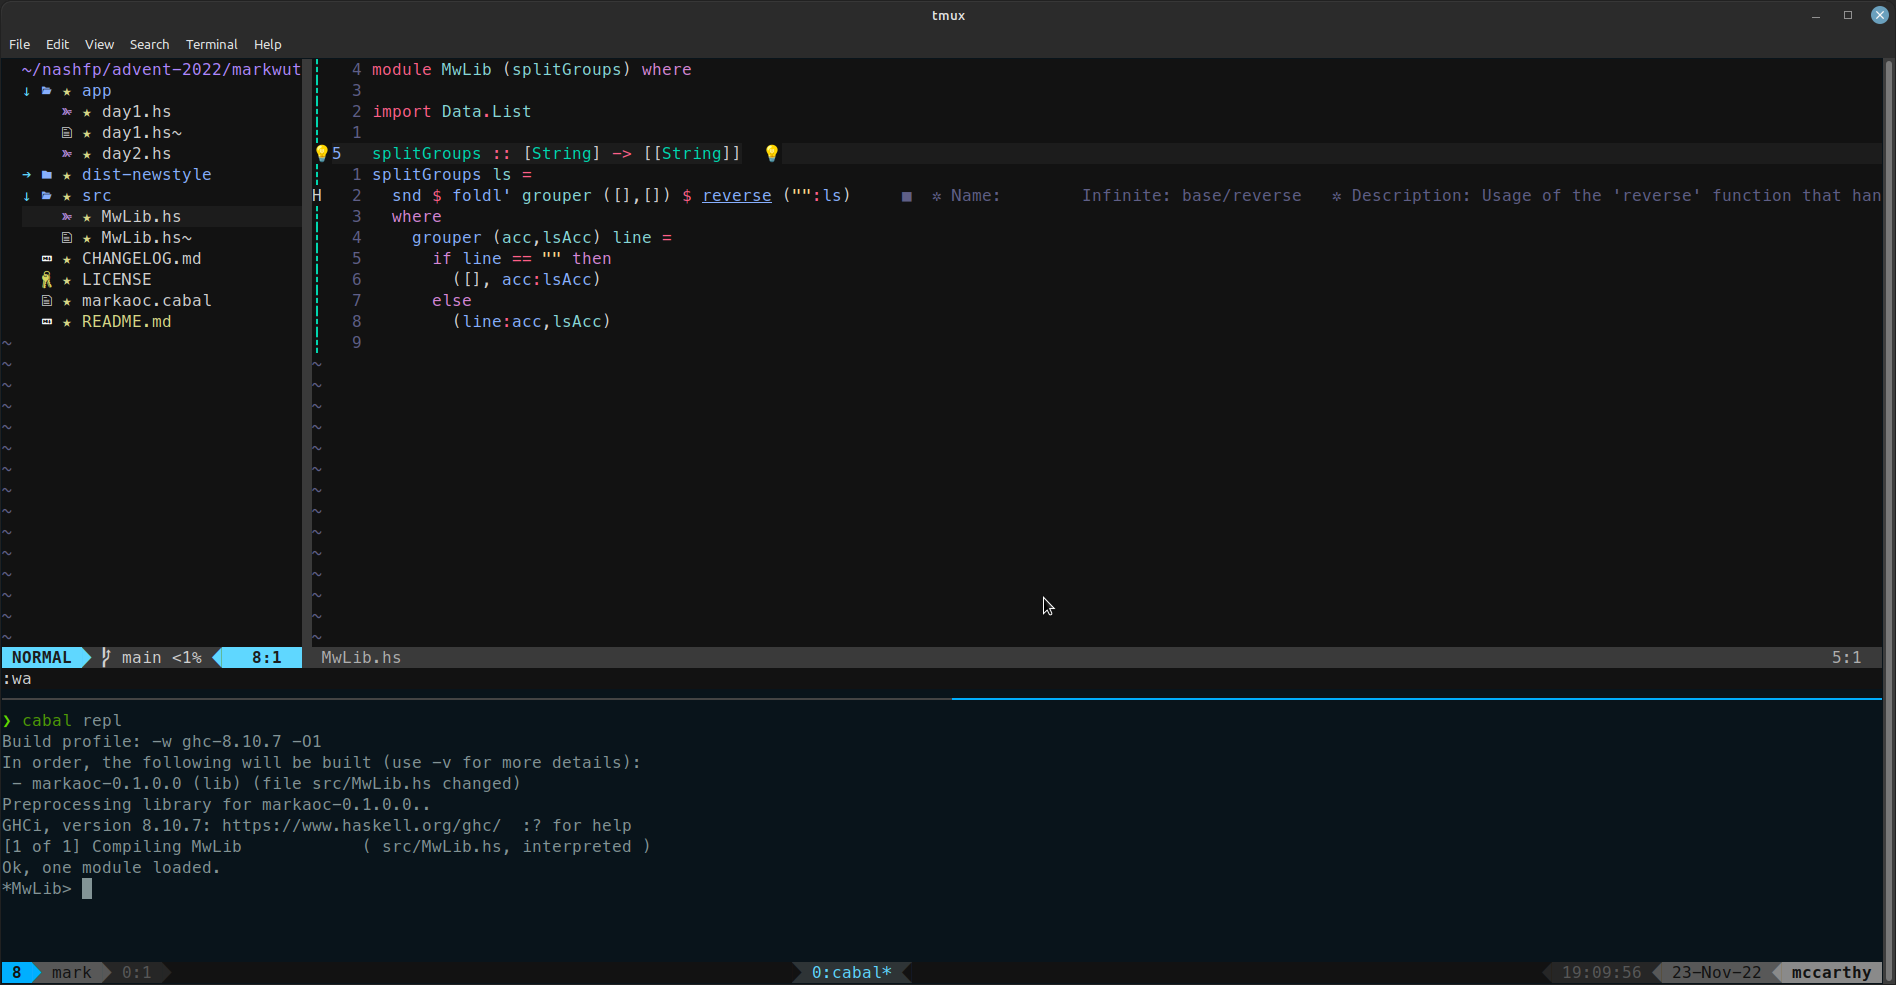 tmux
File Edit View Search Terminal Help
~/nashfp/advent-2022/markwut
↓ ★ app
★ day1.hs
★ day1.hs~
★ day2.hs
→ ★ dist-newstyle
↓ ★ src
★ MwLib.hs
★ MwLib.hs~
★ CHANGELOG.md
★ LICENSE
★ markaoc.cabal
★ README.md
4 module MwLib (splitGroups) where
3
2 import Data.List
1
5 splitGroups :: [String] -> [[String]]
1 splitGroups ls =
H 2 snd $ foldl' grouper ([],[]) $ reverse ("":ls) ■ ✲ Name: Infinite: base/reverse ✲ Description: Usage of the 'reverse' function that han
3 where
4 grouper (acc,lsAcc) line =
5 if line == "" then
6 ([], acc:lsAcc)
7 else
8 (line:acc,lsAcc)
9
NORMAL main <1% 8:1 MwLib.hs 5:1
:wa
❯ cabal repl
Build profile: -w ghc-8.10.7 -O1
In order, the following will be built (use -v for more details):
- markaoc-0.1.0.0 (lib) (file src/MwLib.hs changed)
Preprocessing library for markaoc-0.1.0.0..
GHCi, version 8.10.7: https://www.haskell.org/ghc/ :? for help
[1 of 1] Compiling MwLib ( src/MwLib.hs, interpreted )
Ok, one module loaded.
*MwLib>
8 mark 0:1 0:cabal* 19:09:56 23-Nov-22 mccarthy